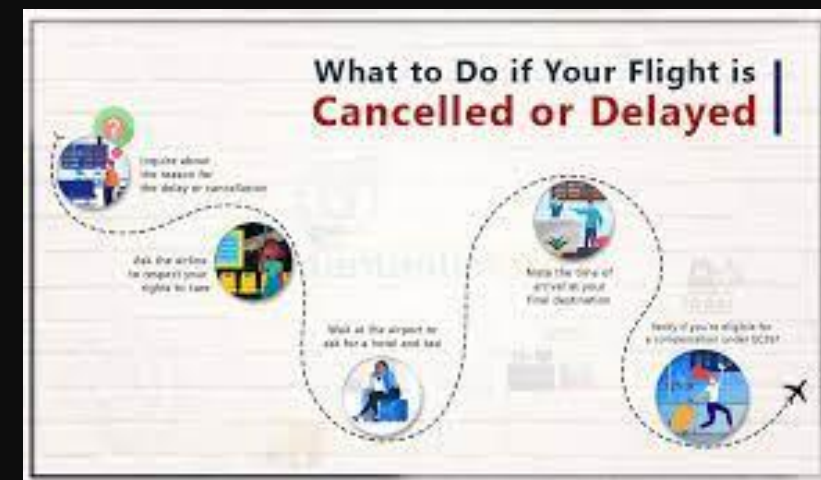 What to Do if Your Flight is
Cancelled or Delayed
Inquire about
the reason for
the delay or cancellation
Ask the airline
to respect your
rights to care
Wait at the airport or
ask for a hotel and taxi
Note the time of
arrival at your
final destination
Verify if you're eligible for
a compensation under EC261